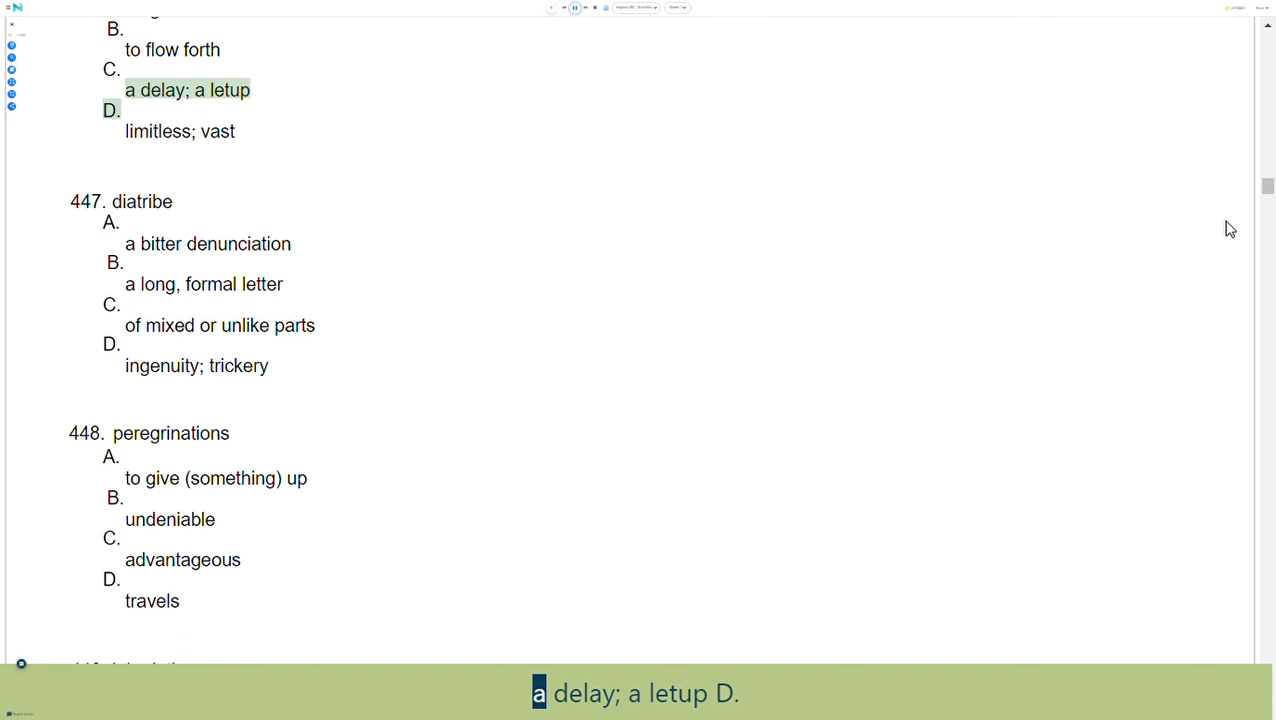 B.
to flow forth
C.
a delay; a letup
D.
limitless; vast
447. diatribe
A.
a bitter denunciation
B.
a long, formal letter
C.
of mixed or unlike parts
D.
ingenuity; trickery
448. peregrinations
A.
to give (something) up
B.
undeniable
C.
advantageous
D.
travels
a delay; a letup D.